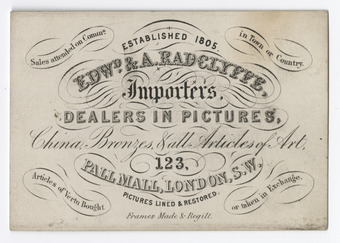 Sales attended on Commn.
in Town or Country.
ESTABLISHED 1805.
EDWD. & A. RADCLYFFE,
Importers,
DEALERS IN PICTURES,
China, Bronzes, & all Articles of Art,
123,
PALL MALL, LONDON, S.W.
PICTURES LINED & RESTORED.
Articles of Vertu Bought
or taken in Exchange.
Frames Made & Regilt.